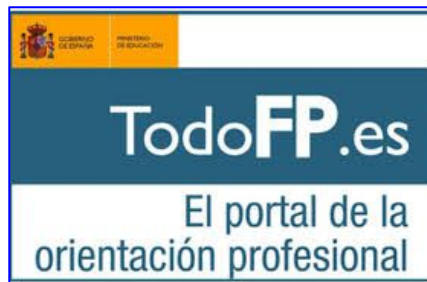 GOBIERNO MINISTERIO
DE ESPAÑA DE EDUCACIÓN
TodoFP.es
El portal de la
orientación profesional